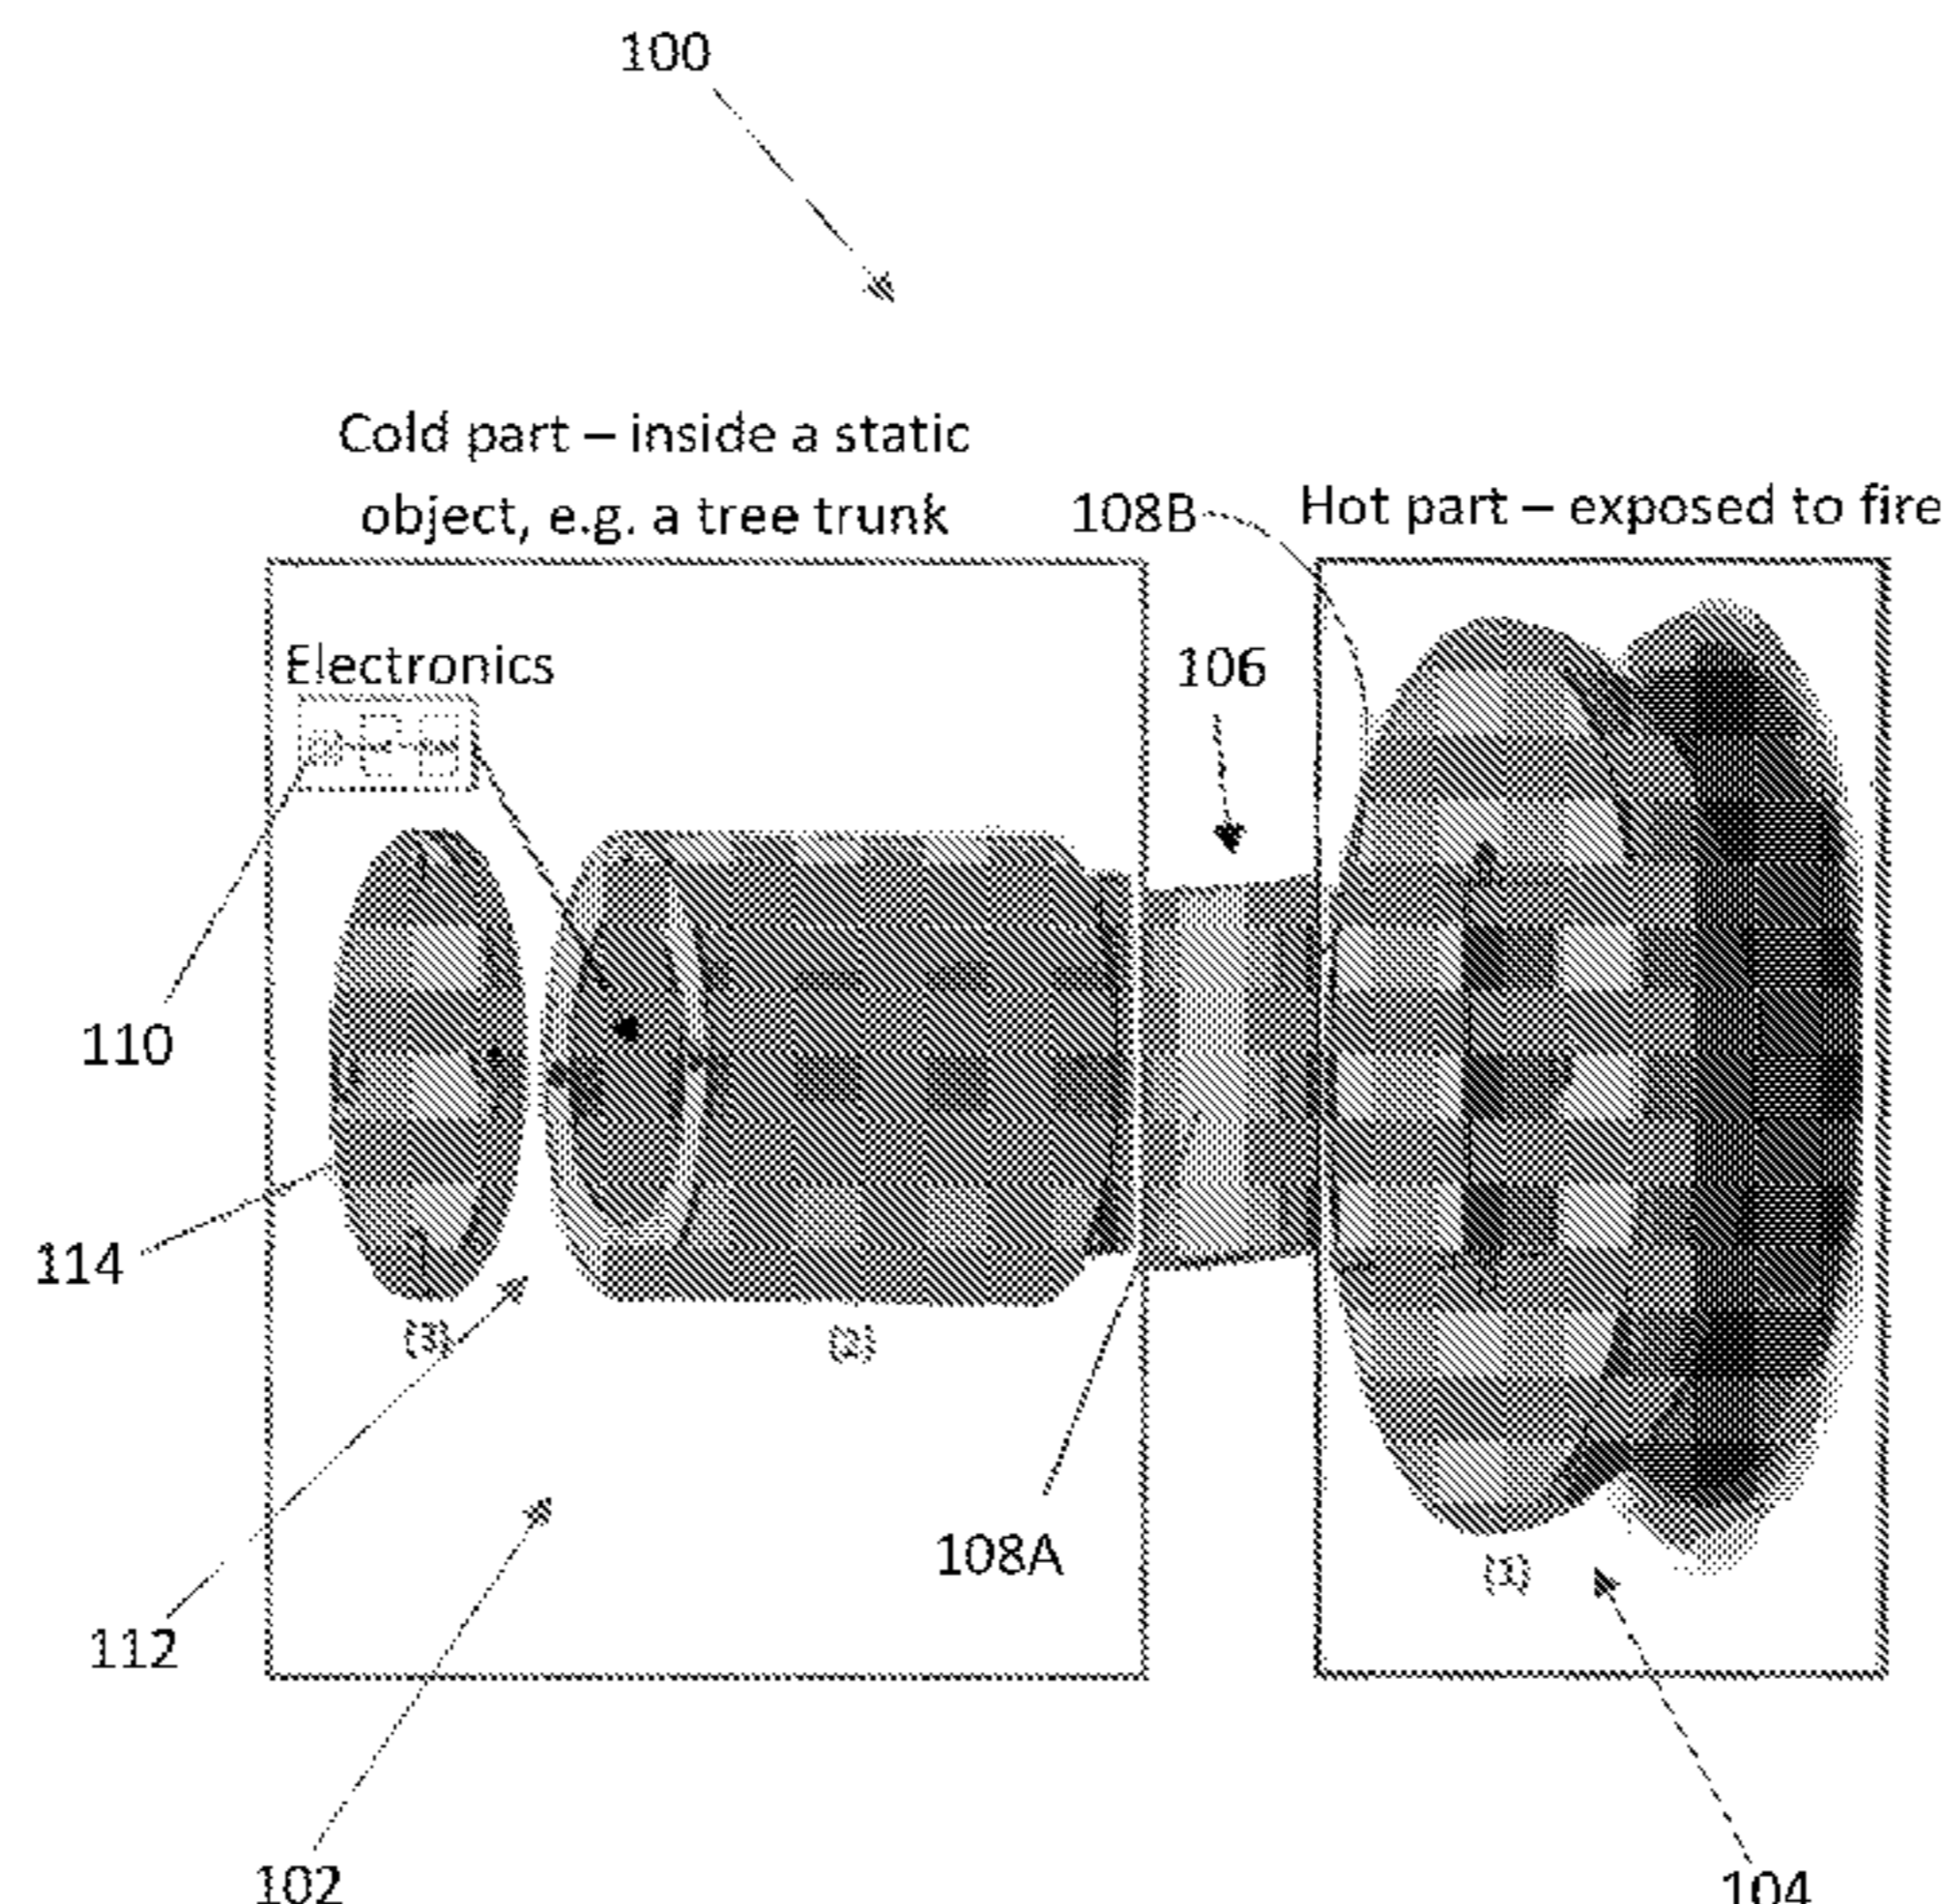 100
Cold part – inside a static
object, e.g. a tree trunk
108B
Hot part – exposed to fire
Electronics
106
110
114
(3)
(2)
108A
(1)
112
102
104